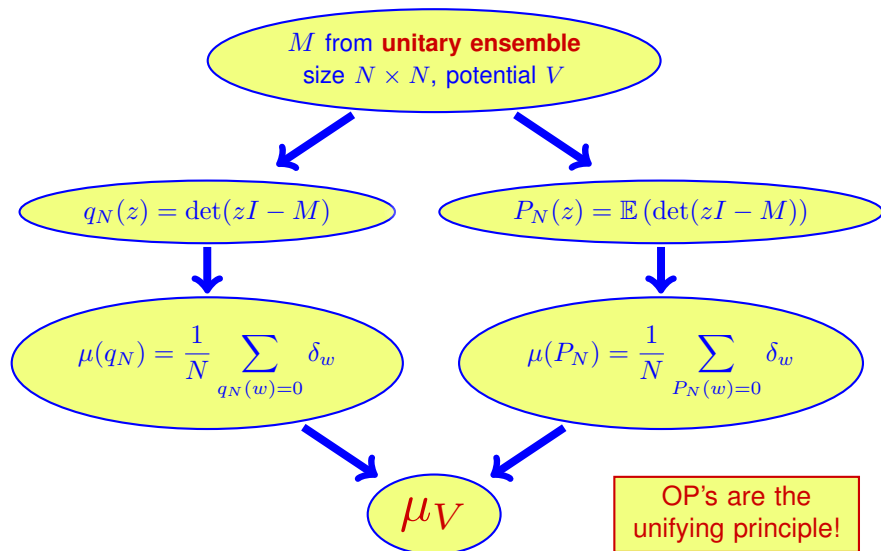 M from unitary ensemble
size N × N, potential V
q_N(z) = det(zI − M)
P_N(z) = 𝔼 (det(zI − M))
μ(q_N) = 1/N ∑_{q_N(w)=0} δ_w
μ(P_N) = 1/N ∑_{P_N(w)=0} δ_w
μ_V
OP's are the
unifying principle!